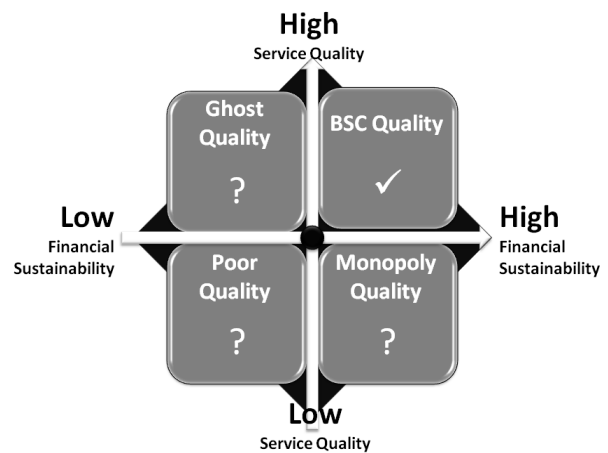 High
Service Quality
Ghost
Quality
?
BSC Quality
✓
Low
Financial
Sustainability
High
Financial
Sustainability
Poor
Quality
?
Monopoly
Quality
?
Low
Service Quality